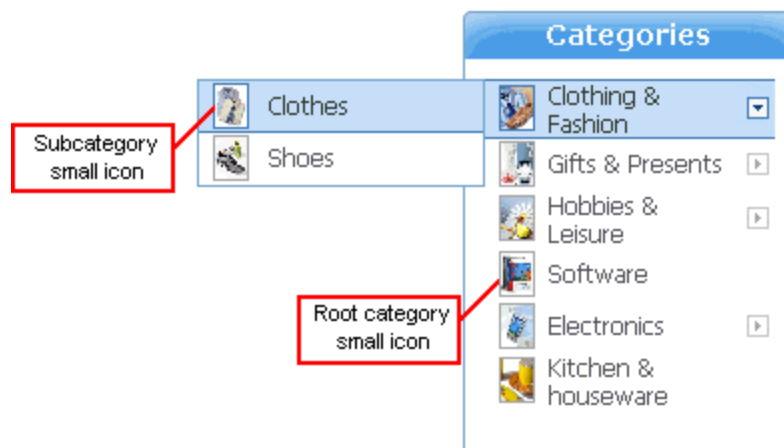 Categories
Clothes
Shoes
Subcategory
small icon
Clothing &
Fashion
Gifts & Presents
Hobbies &
Leisure
Software
Root category
small icon
Electronics
Kitchen &
houseware